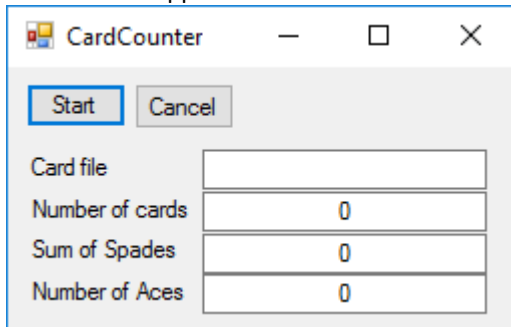 CardCounter
Start Cancel
Card file
Number of cards 0
Sum of Spades 0
Number of Aces 0